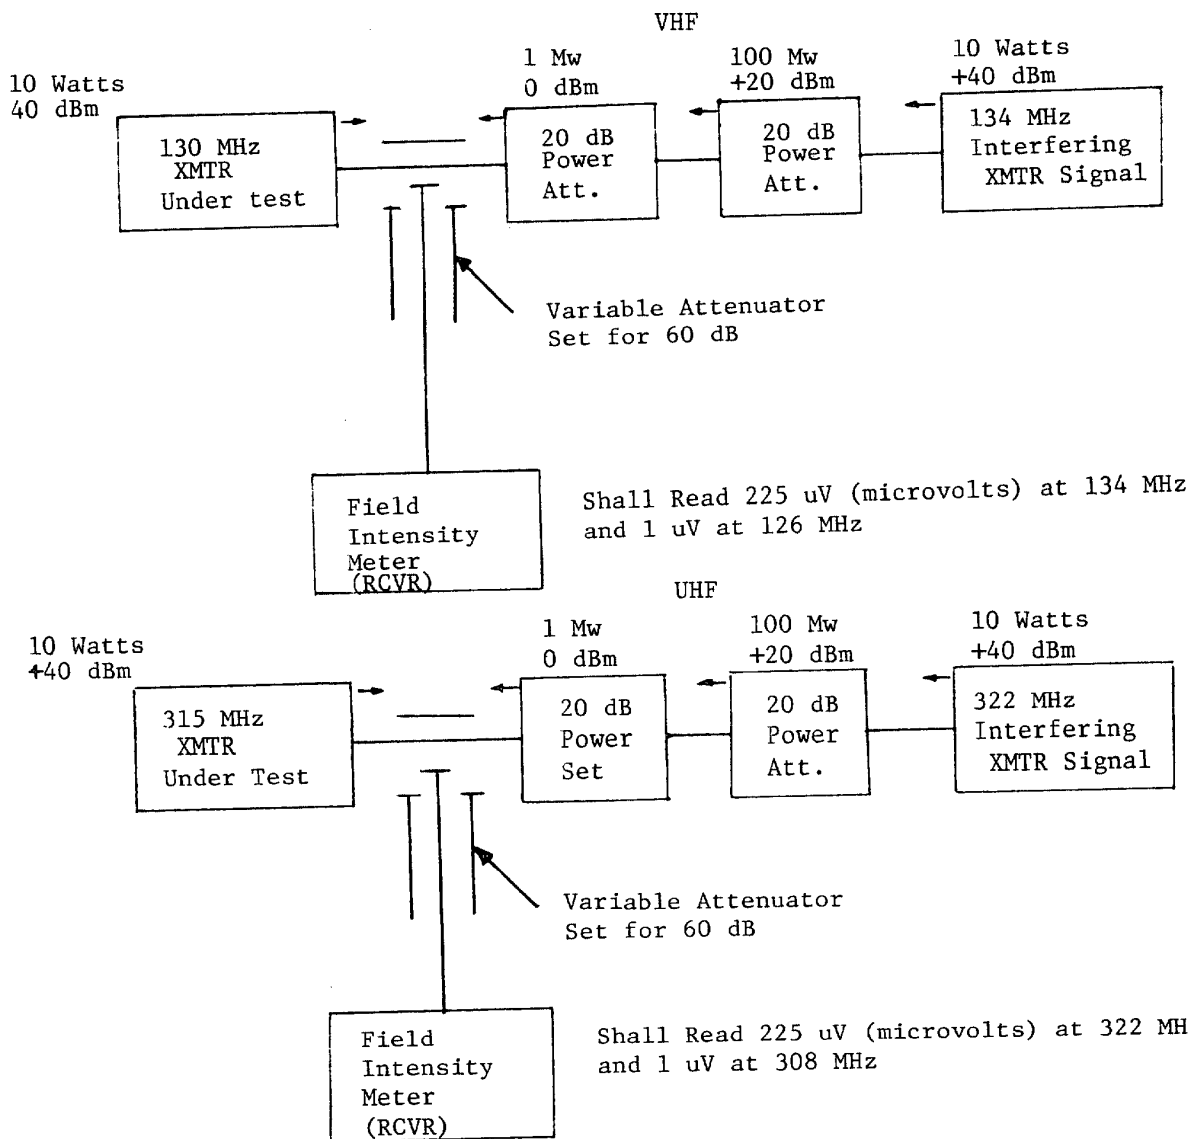 VHF
10 Watts
40 dBm
1 Mw
0 dBm
100 Mw
+20 dBm
10 Watts
+40 dBm
130 MHz
XMTR
Under test
20 dB
Power
Att.
20 dB
Power
Att.
134 MHz
Interfering
XMTR Signal
Variable Attenuator
Set for 60 dB
Field
Intensity
Meter
(RCVR)
Shall Read 225 uV (microvolts) at 134 MHz
and 1 uV at 126 MHz
UHF
10 Watts
+40 dBm
1 Mw
0 dBm
100 Mw
+20 dBm
10 Watts
+40 dBm
315 MHz
XMTR
Under Test
20 dB
Power
Set
20 dB
Power
Att.
322 MHz
Interfering
XMTR Signal
Variable Attenuator
Set for 60 dB
Field
Intensity
Meter
(RCVR)
Shall Read 225 uV (microvolts) at 322 MH
and 1 uV at 308 MHz